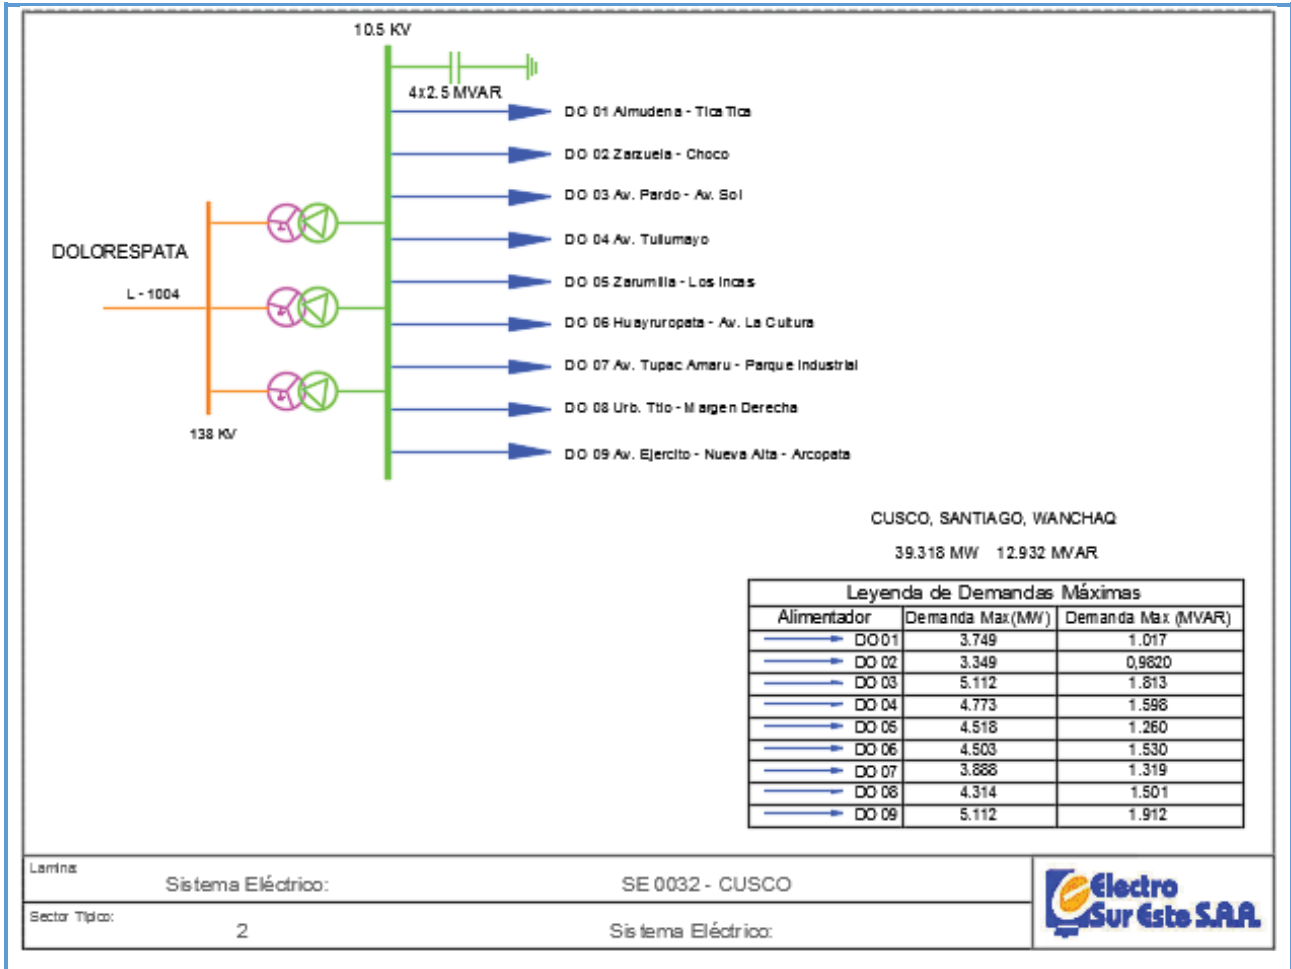 10.5 KV
4x2.5 MVAR
DO 01 Almudena - Tica Tica
DO 02 Zarzuela - Choco
DO 03 Av. Pardo - Av. Sol
DO 04 Av. Tullumayo
DO 05 Zarumilla - Los Incas
DO 06 Huayruropata - Av. La Cultura
DO 07 Av. Tupac Amaru - Parque Industrial
DO 08 Urb. Ttio - Margen Derecha
DO 09 Av. Ejercito - Nueva Alta - Arcopata
DOLORESPATA
L - 1004
138 KV
CUSCO, SANTIAGO, WANCHAQ
39.318 MW 12.932 MVAR
Leyenda de Demandas Máximas
Alimentador Demanda Max(MW) Demanda Max (MVAR)
DO 01 3.749 1.017
DO 02 3.349 0,9820
DO 03 5.112 1.813
DO 04 4.773 1.598
DO 05 4.518 1.260
DO 06 4.503 1.530
DO 07 3.888 1.319
DO 08 4.314 1.501
DO 09 5.112 1.912
Lamina:
Sistema Eléctrico: SE 0032 - CUSCO
Sector Típico:
2 Sistema Eléctrico:
Electro
Sur Este S.A.A.